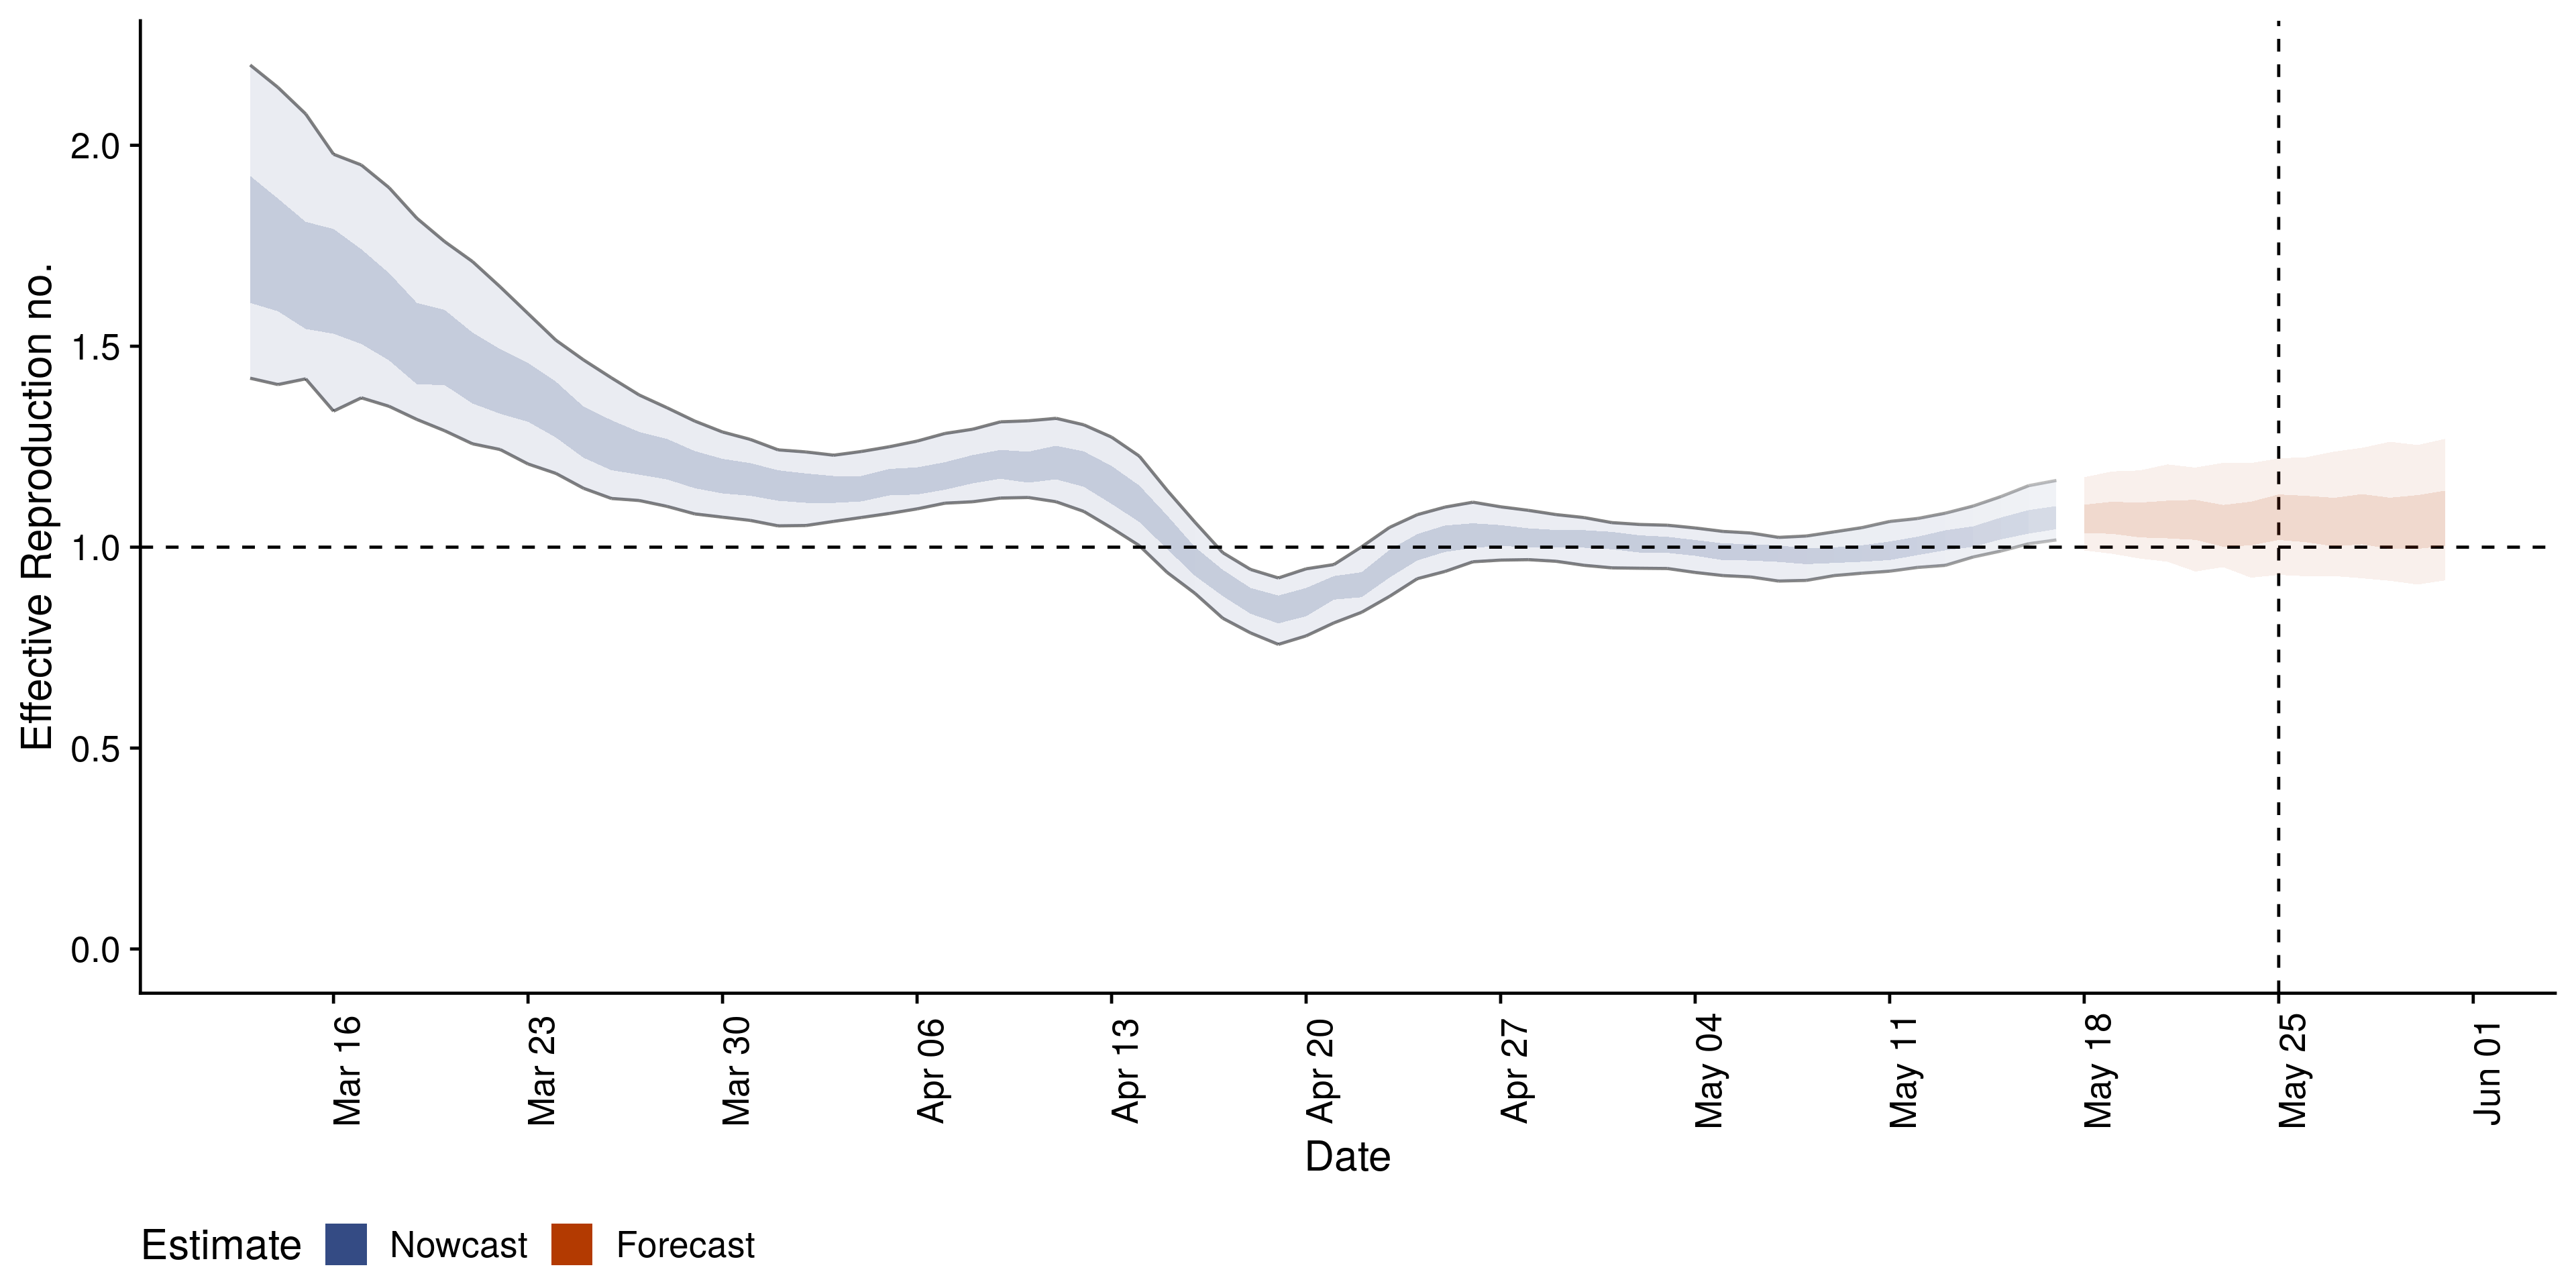 Effective Reproduction no.
2.0
1.5
1.0
0.5
0.0
Mar 16
Mar 23
Mar 30
Apr 06
Apr 13
Apr 20
Apr 27
May 04
May 11
May 18
May 25
Jun 01
Date
Estimate Nowcast Forecast